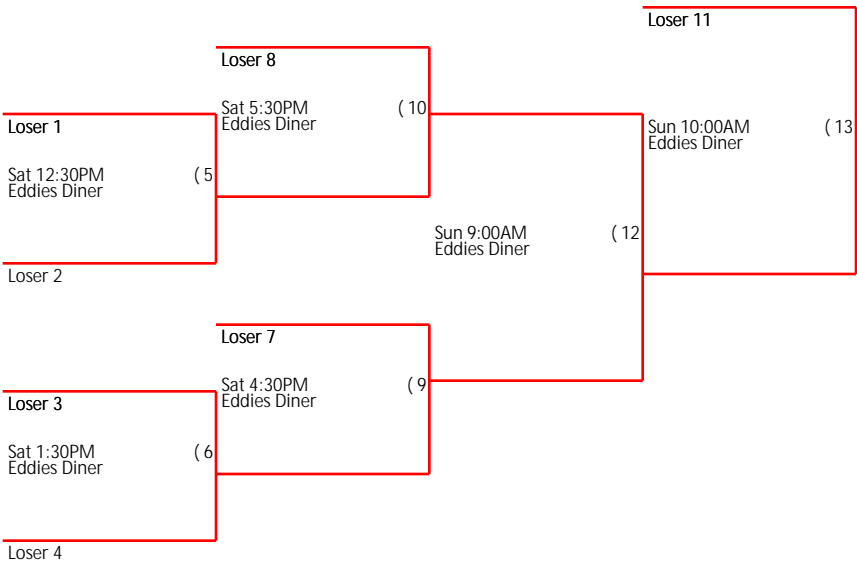 Loser 11
Loser 8
Sat 5:30PM ( 10
Eddies Diner
Loser 1
Sun 10:00AM ( 13
Eddies Diner
Sat 12:30PM ( 5
Eddies Diner
Sun 9:00AM ( 12
Eddies Diner
Loser 2
Loser 7
Sat 4:30PM ( 9
Eddies Diner
Loser 3
Sat 1:30PM ( 6
Eddies Diner
Loser 4